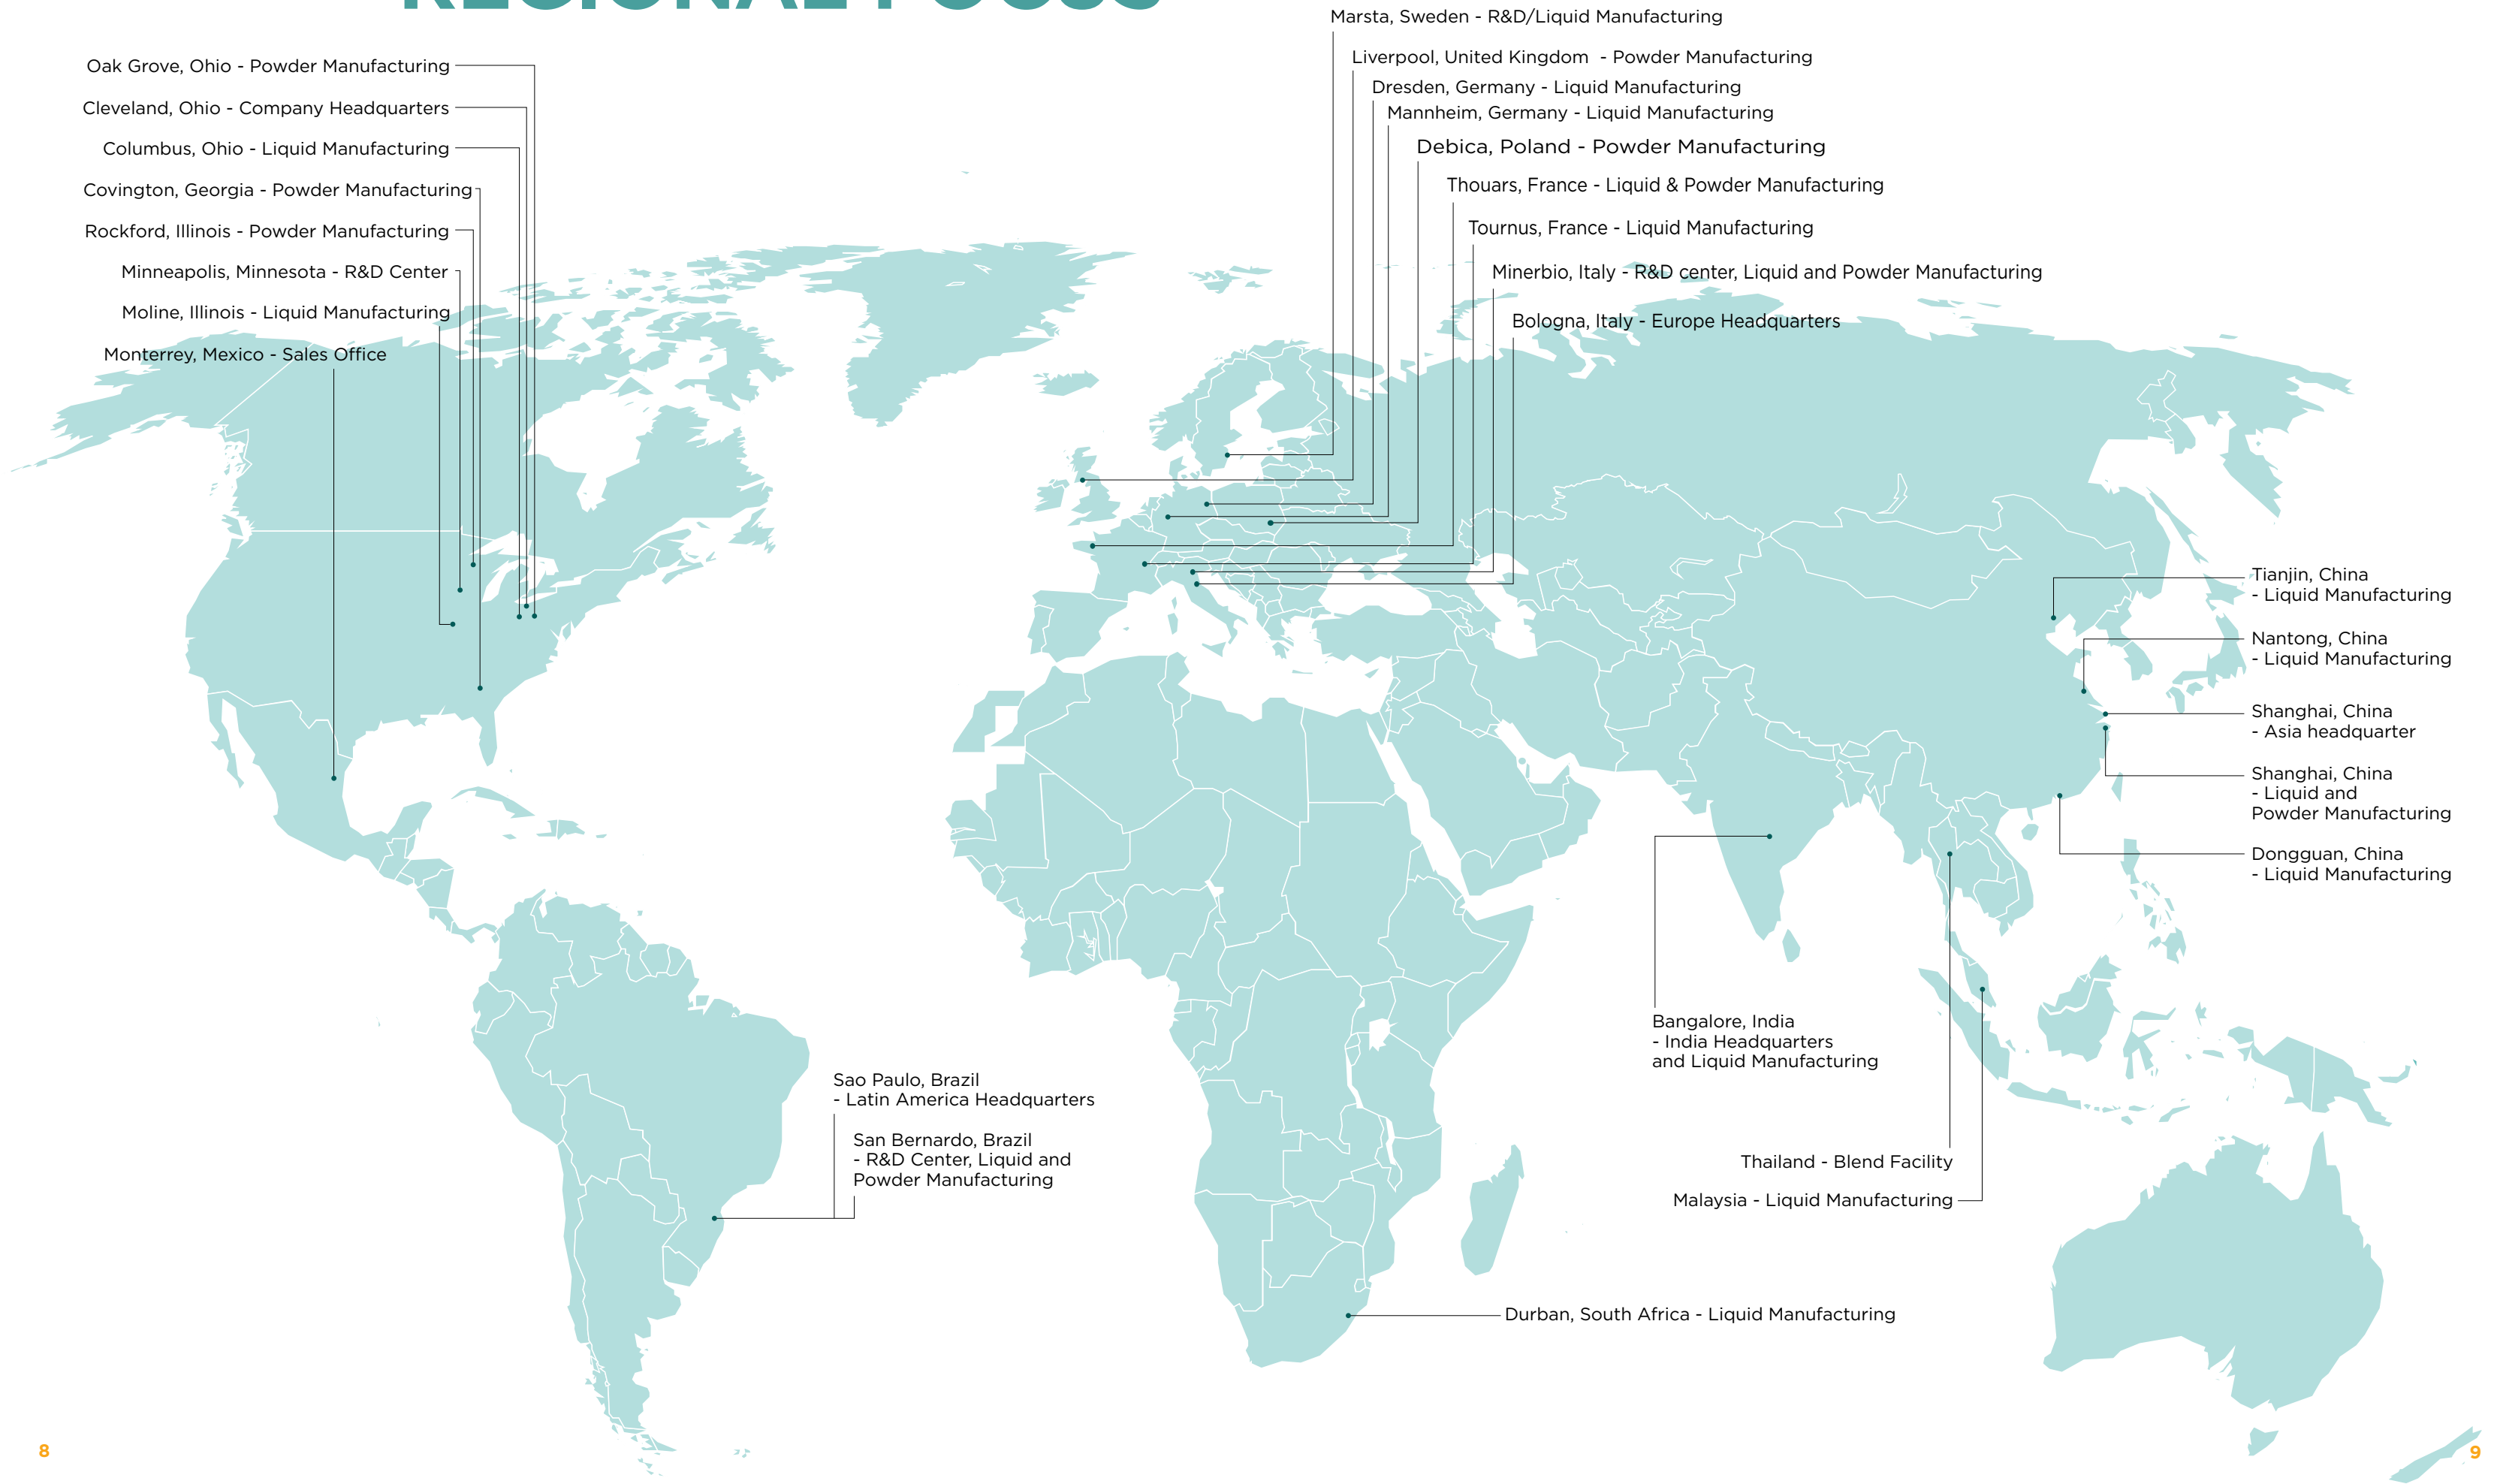 REGIONAL FOCUS
Oak Grove, Ohio - Powder Manufacturing
Cleveland, Ohio - Company Headquarters
Columbus, Ohio - Liquid Manufacturing
Covington, Georgia - Powder Manufacturing
Rockford, Illinois - Powder Manufacturing
Minneapolis, Minnesota - R&D Center
Moline, Illinois - Liquid Manufacturing
Monterrey, Mexico - Sales Office
Marsta, Sweden - R&D/Liquid Manufacturing
Liverpool, United Kingdom - Powder Manufacturing
Dresden, Germany - Liquid Manufacturing
Mannheim, Germany - Liquid Manufacturing
Debica, Poland - Powder Manufacturing
Thouars, France - Liquid & Powder Manufacturing
Tournus, France - Liquid Manufacturing
Minerbio, Italy - R&D center, Liquid and Powder Manufacturing
Bologna, Italy - Europe Headquarters
Tianjin, China
- Liquid Manufacturing
Nantong, China
- Liquid Manufacturing
Shanghai, China
- Asia headquarter
Shanghai, China
- Liquid and
Powder Manufacturing
Dongguan, China
- Liquid Manufacturing
Bangalore, India
- India Headquarters
and Liquid Manufacturing
Sao Paulo, Brazil
- Latin America Headquarters
San Bernardo, Brazil
- R&D Center, Liquid and
Powder Manufacturing
Thailand - Blend Facility
Malaysia - Liquid Manufacturing
Durban, South Africa - Liquid Manufacturing
8
9